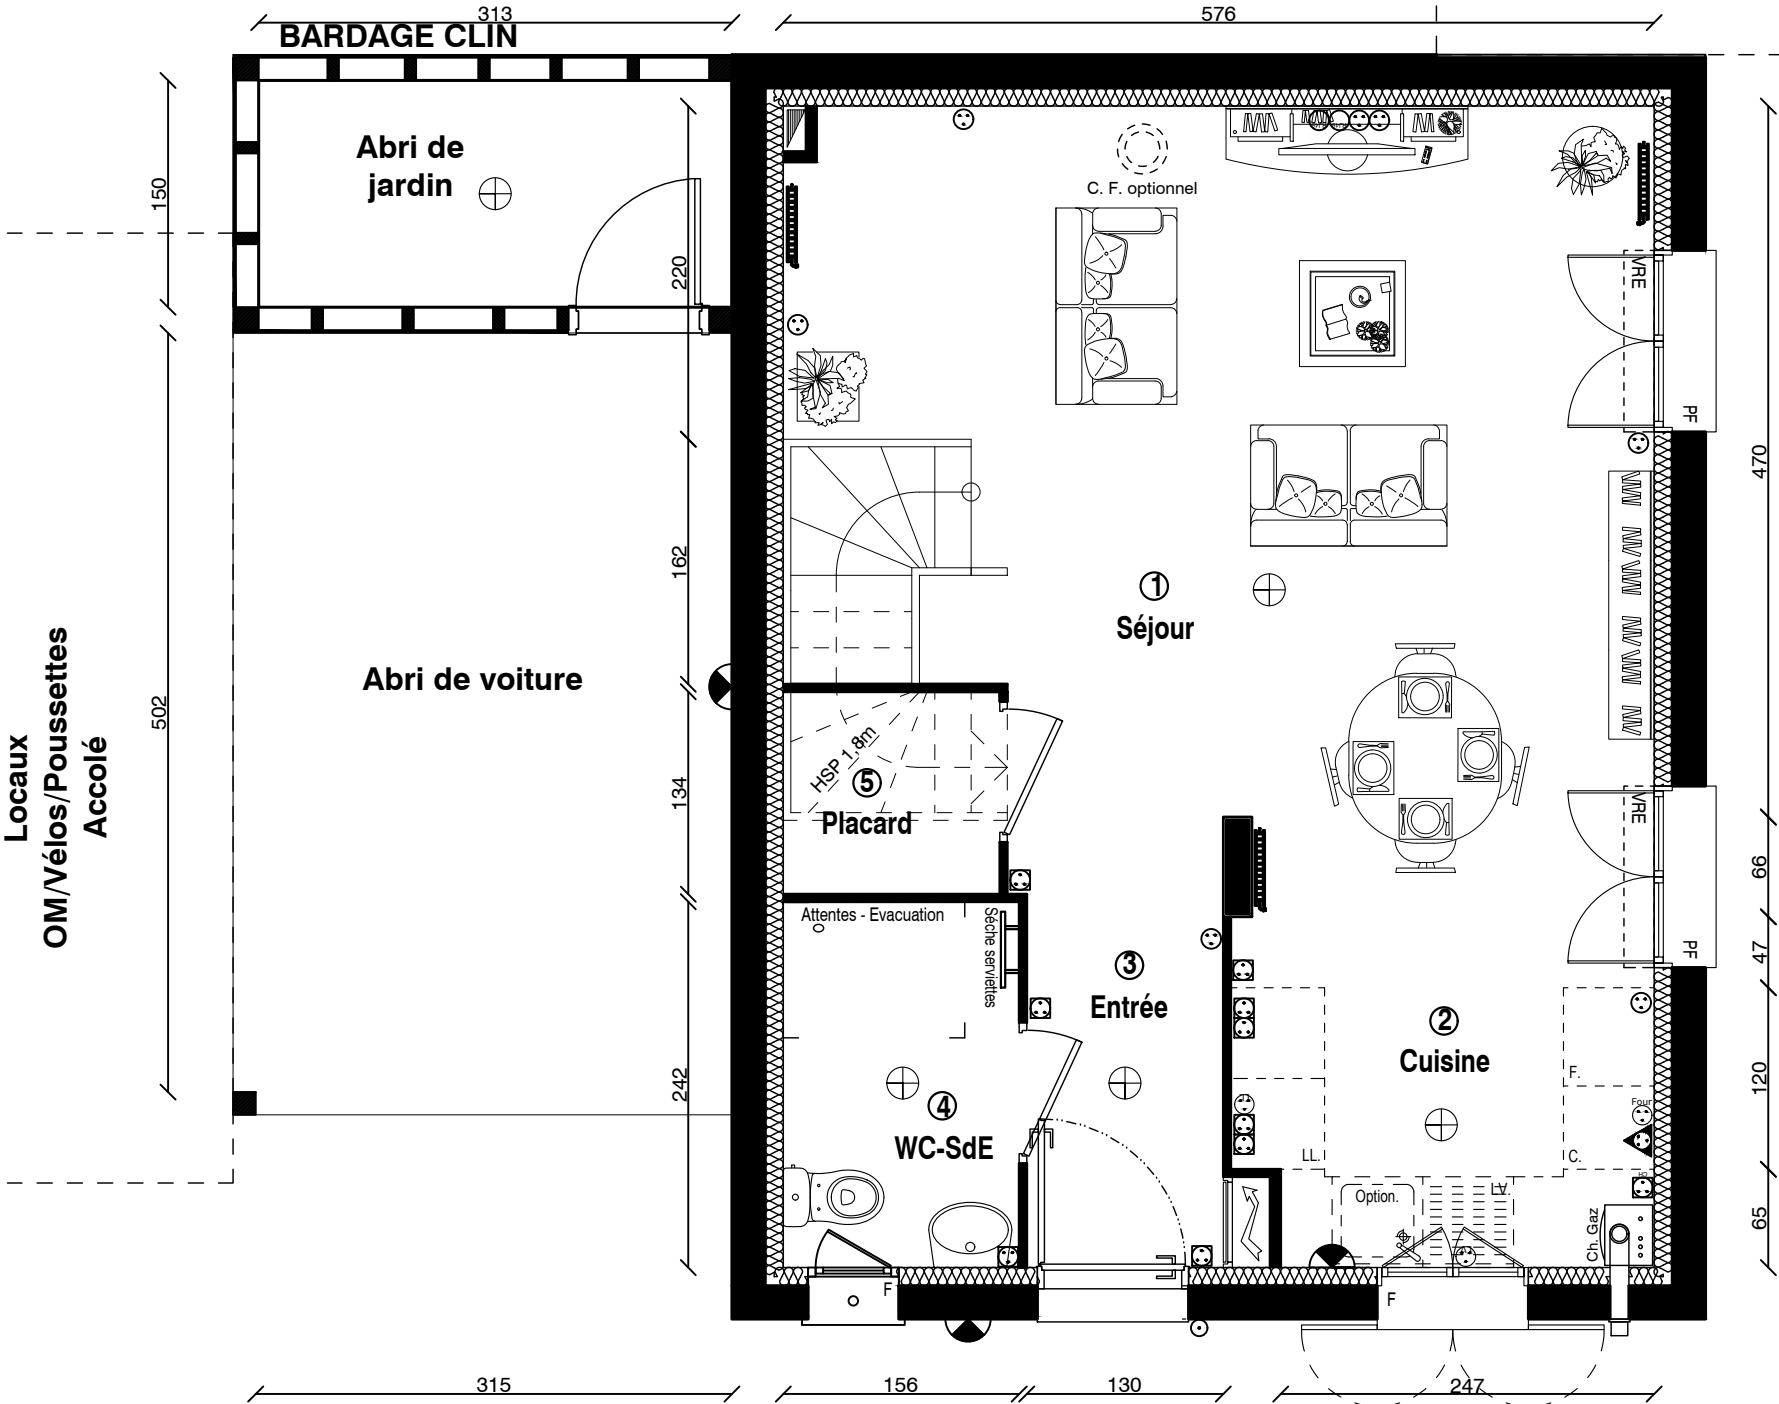 313
576
BARDAGE CLIN
Abri de
jardin
150
220
C. F. optionnel
VRE
PF
470
162
1
Séjour
Abri de voiture
502
Locaux
OM/Vélos/Poussettes
Accolé
HSP 1,8m
5
Placard
134
VRE
PF
66
47
Attentes - Evacuation
Sèche serviettes
3
Entrée
2
Cuisine
F.
120
242
4
WC-SdE
Four
LL.
C.
Option.
LV.
Ch. Gaz
65
F
F
315
156
130
247